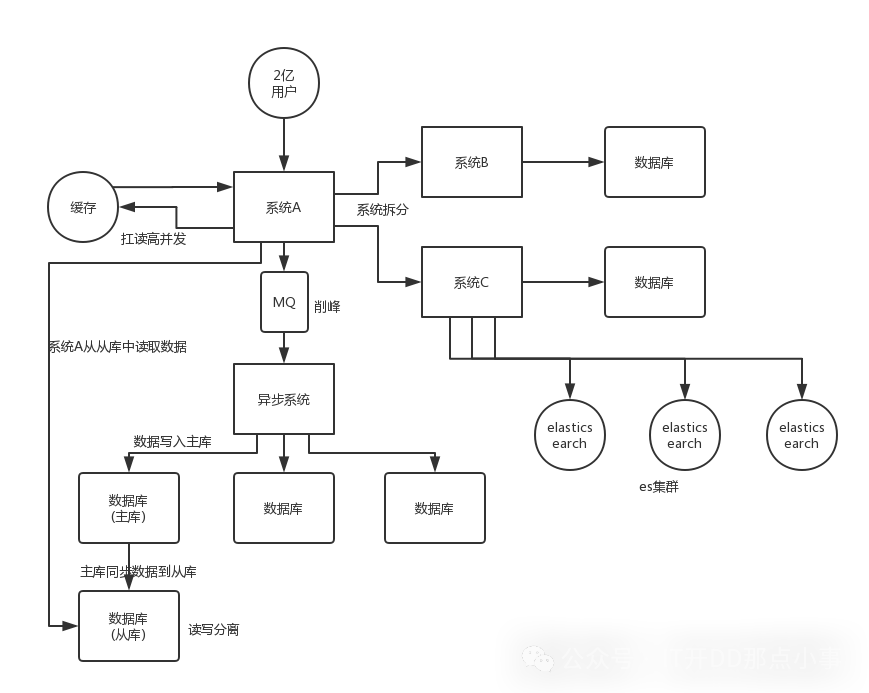 2亿
用户
系统B
数据库
缓存
系统A
系统拆分
扛读高并发
系统C
数据库
MQ
削峰
系统A从从库中读取数据
异步系统
elastics
earch
elastics
earch
elastics
earch
数据写入主库
es集群
数据库
(主库)
数据库
数据库
主库同步数据到从库
数据库
(从库)
读写分离
公众号
那点小事